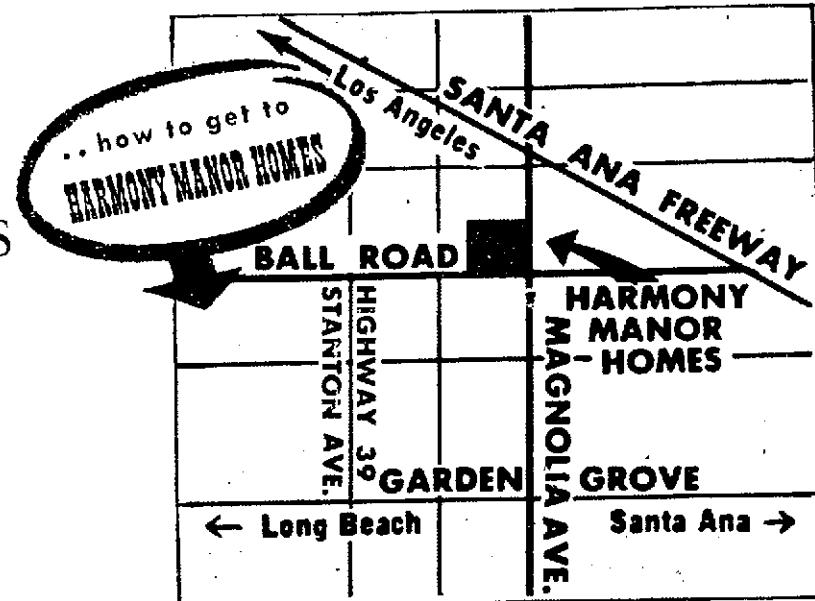 .. how to get to
HARMONY MANOR HOMES
S
Los Angeles
SANTA ANA FREEWAY
BALL ROAD
HARMONY
MANOR
HOMES
STANTON AVE.
HIGHWAY 39
MAGNOLIA AVE.
GARDEN GROVE
← Long Beach
Santa Ana →